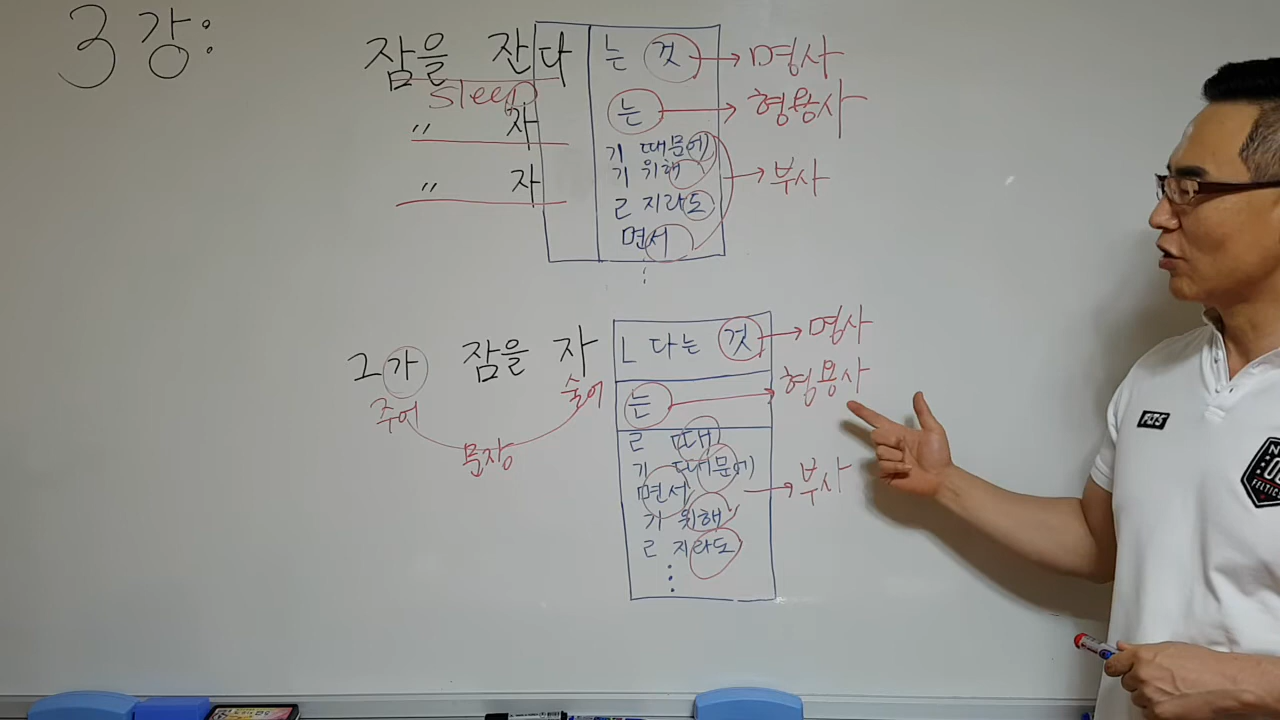 3강:
잠을 잔다 는 것 → 명사
sleep
〃 자 는 → 형용사
기 때문에
〃 자 기 위해 → 부사
ㄹ 지라도
면서
⋮
그가 잠을 자 ㄴ 다는 것 → 명사
주어 술어 는 → 형용사
문장
ㄹ 때
기 때문에
면서 → 부사
기 위해
ㄹ 지라도
⋮
FLTS